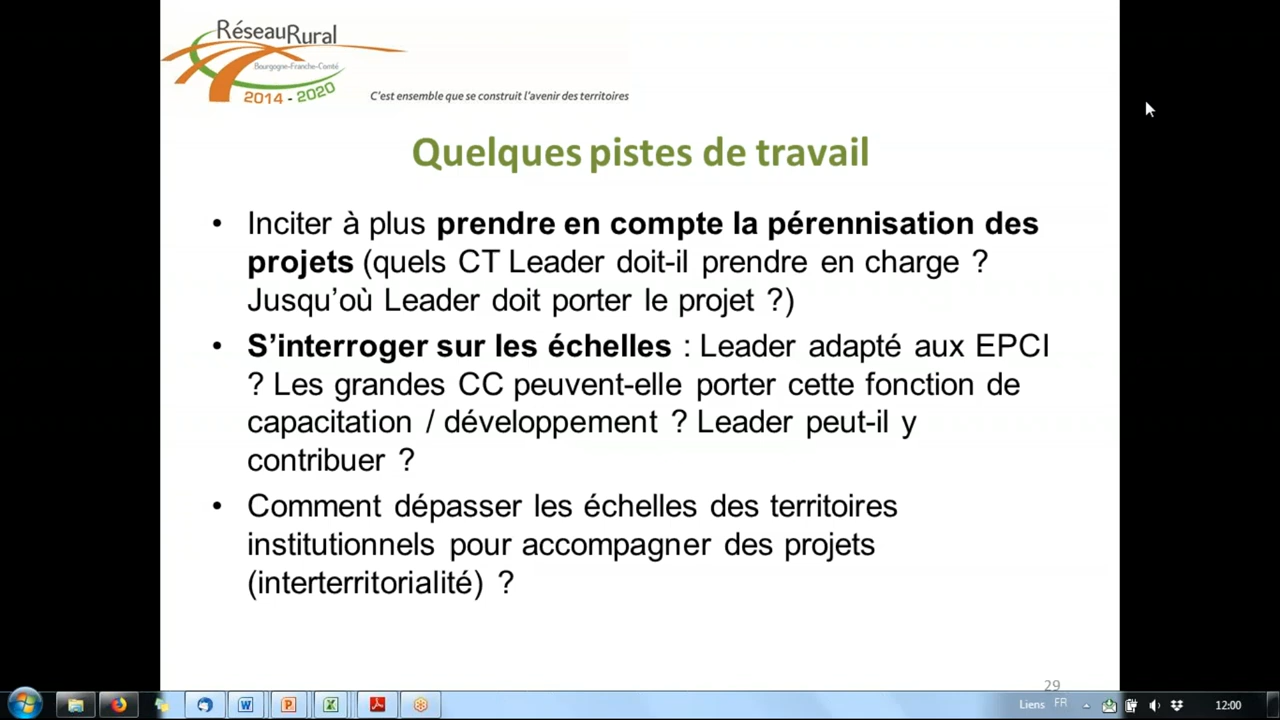 RéseauRural
Bourgogne-Franche-Comté
2014 - 2020
C'est ensemble que se construit l'avenir des territoires
Quelques pistes de travail
• Inciter à plus prendre en compte la pérennisation des
projets (quels CT Leader doit-il prendre en charge ?
Jusqu’où Leader doit porter le projet ?)
• S’interroger sur les échelles : Leader adapté aux EPCI
? Les grandes CC peuvent-elle porter cette fonction de
capacitation / développement ? Leader peut-il y
contribuer ?
• Comment dépasser les échelles des territoires
institutionnels pour accompagner des projets
(interterritorialité) ?
29
Liens FR 12:00